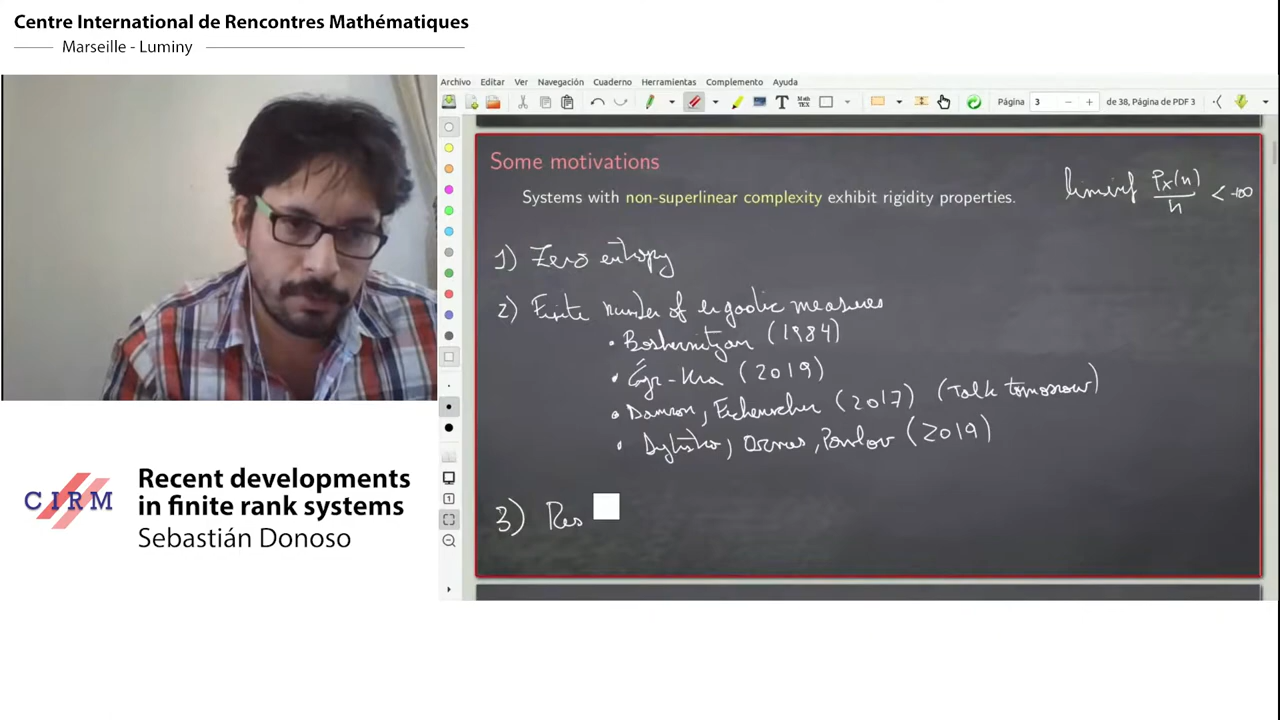 Centre International de Rencontres Mathématiques
Marseille - Luminy
Archivo Editar Ver Navegación Cuaderno Herramientas Complemento Ayuda
T Math TEX Página 3 − + de 38, Página de PDF 3
Some motivations
Systems with non-superlinear complexity exhibit rigidity properties.
liminf Px(n)/n < +∞
1) Zero entropy
2) Finite number of ergodic measures
• Boshernitzan (1984)
• Cyr-Kra (2019)
• Damron, (2017) (Talk tomorrow)
• Dykstra, Ormes, Pavlov (2019)
3) Res
CIRM
Recent developments
in finite rank systems
Sebastián Donoso